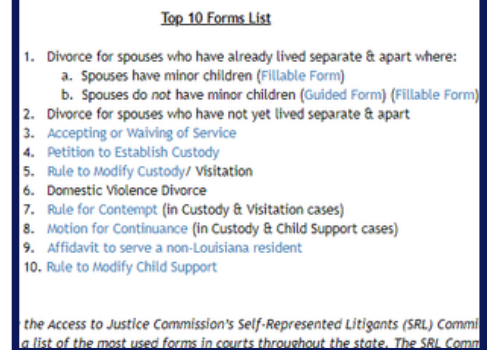 Top 10 Forms List
1. Divorce for spouses who have already lived separate & apart where:
a. Spouses have minor children (Fillable Form)
b. Spouses do not have minor children (Guided Form) (Fillable Form)
2. Divorce for spouses who have not yet lived separate & apart
3. Accepting or Waiving of Service
4. Petition to Establish Custody
5. Rule to Modify Custody/ Visitation
6. Domestic Violence Divorce
7. Rule for Contempt (in Custody & Visitation cases)
8. Motion for Continuance (in Custody & Child Support cases)
9. Affidavit to serve a non-Louisiana resident
10. Rule to Modify Child Support
the Access to Justice Commission's Self-Represented Litigants (SRL) Commi
a list of the most used forms in courts throughout the state. The SRL Comm